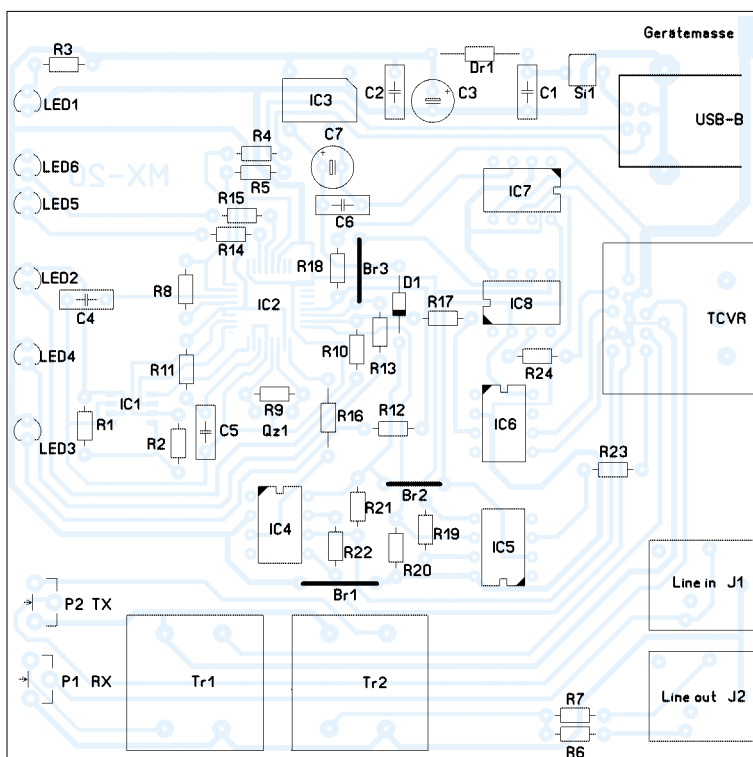 Gerätemasse
R3
Dr1
C2
C3
C1
Si1
LED1
IC3
USB-B
R4
C7
LED6
MX-20
R5
IC7
LED5
R15
C6
R14
R18
Br3
LED2
R8
D1
IC2
R17
IC8
TCVR
C4
R10
R13
LED4
R11
R24
IC1
R9
R16
R12
IC6
R1
R2
C5
Qz1
LED3
R23
Br2
R21
IC4
R19
IC5
R22
R20
Line in J1
Br1
P2 TX
P1 RX
Tr1
Tr2
Line out J2
R7
R6